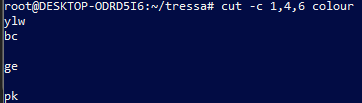 root@DESKTOP-ODRD5I6:~/tressa# cut -c 1,4,6 colour
ylw
bc
ge
pk